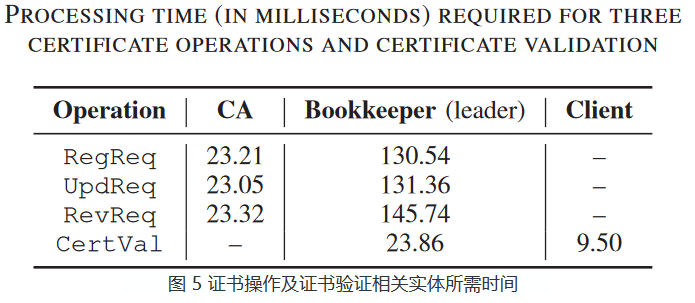 PROCESSING TIME (IN MILLISECONDS) REQUIRED FOR THREE
CERTIFICATE OPERATIONS AND CERTIFICATE VALIDATION
Operation CA Bookkeeper (leader) Client
RegReq 23.21 130.54 –
UpdReq 23.05 131.36 –
RevReq 23.32 145.74 –
CertVal – 23.86 9.50
图 5 证书操作及证书验证相关实体所需时间